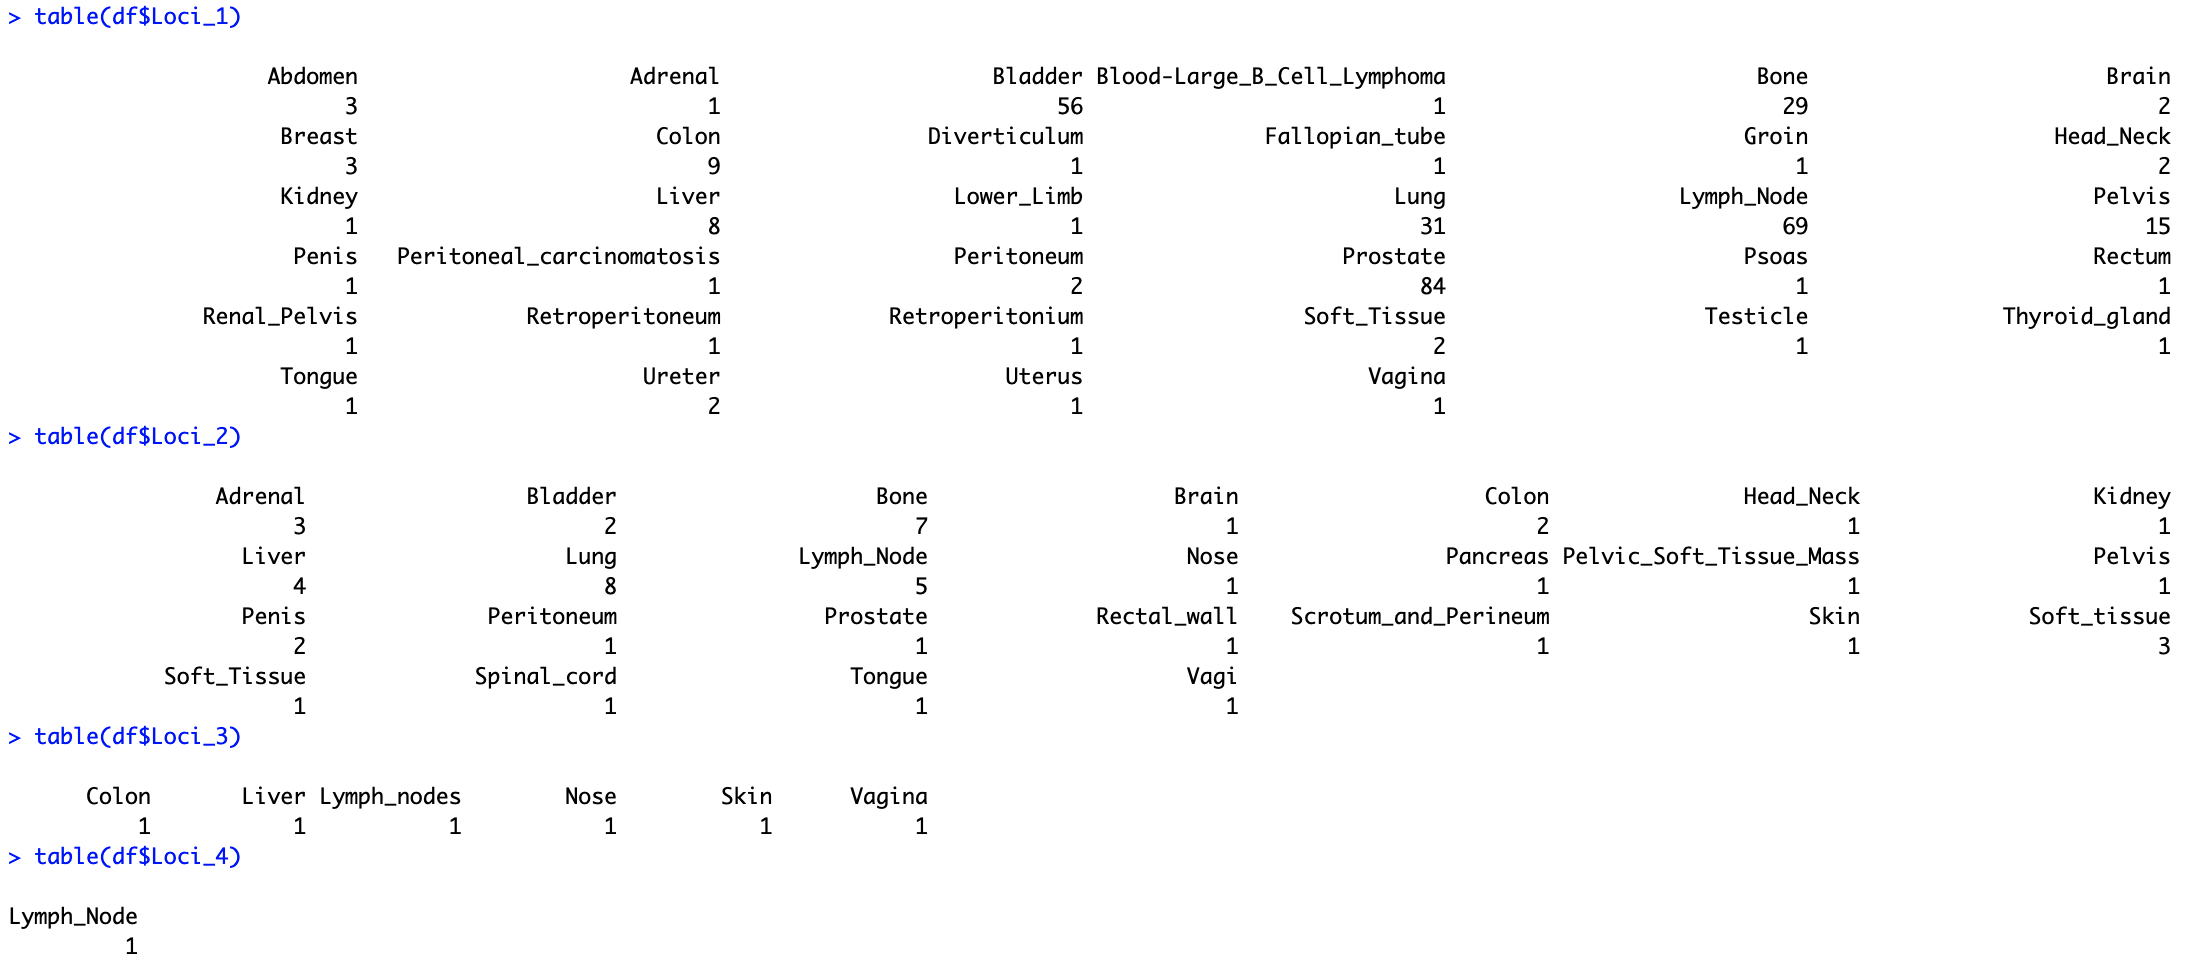 > table(df$Loci_1)
Abdomen Adrenal Bladder Blood-Large_B_Cell_Lymphoma Bone Brain
3 1 56 1 29 2
Breast Colon Diverticulum Fallopian_tube Groin Head_Neck
3 9 1 1 1 2
Kidney Liver Lower_Limb Lung Lymph_Node Pelvis
1 8 1 31 69 15
Penis Peritoneal_carcinomatosis Peritoneum Prostate Psoas Rectum
1 1 2 84 1 1
Renal_Pelvis Retroperitoneum Retroperitonium Soft_Tissue Testicle Thyroid_gland
1 1 1 2 1 1
Tongue Ureter Uterus Vagina
1 2 1 1
> table(df$Loci_2)
Adrenal Bladder Bone Brain Colon Head_Neck Kidney
3 2 7 1 2 1 1
Liver Lung Lymph_Node Nose Pancreas Pelvic_Soft_Tissue_Mass Pelvis
4 8 5 1 1 1 1
Penis Peritoneum Prostate Rectal_wall Scrotum_and_Perineum Skin Soft_tissue
2 1 1 1 1 1 3
Soft_Tissue Spinal_cord Tongue Vagi
1 1 1 1
> table(df$Loci_3)
Colon Liver Lymph_nodes Nose Skin Vagina
1 1 1 1 1 1
> table(df$Loci_4)
Lymph_Node
1